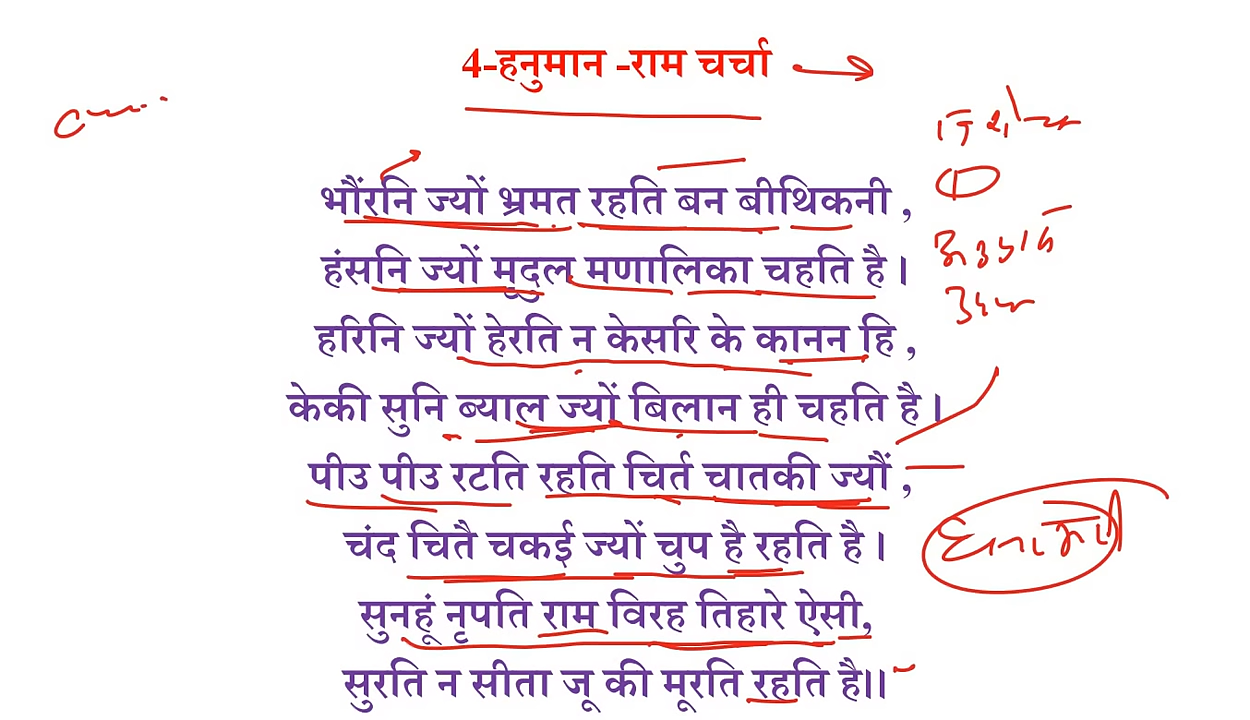 4-हनुमान -राम चर्चा
भौंरनि ज्यों भ्रमत रहति बन बीथिकनी ,
हंसनि ज्यों मृदुल मणालिका चहति है।
हरिनि ज्यों हेरति न केसरि के कानन हि ,
केकी सुनि ब्याल ज्यों बिलान ही चहति है।
पीउ पीउ रटति रहति चिर्त चातकी ज्यौं ,
चंद चितै चकई ज्यों चुप है रहति है।
सुनहूं नृपति राम विरह तिहारे ऐसी,
सुरति न सीता जू की मूरति रहति है।।